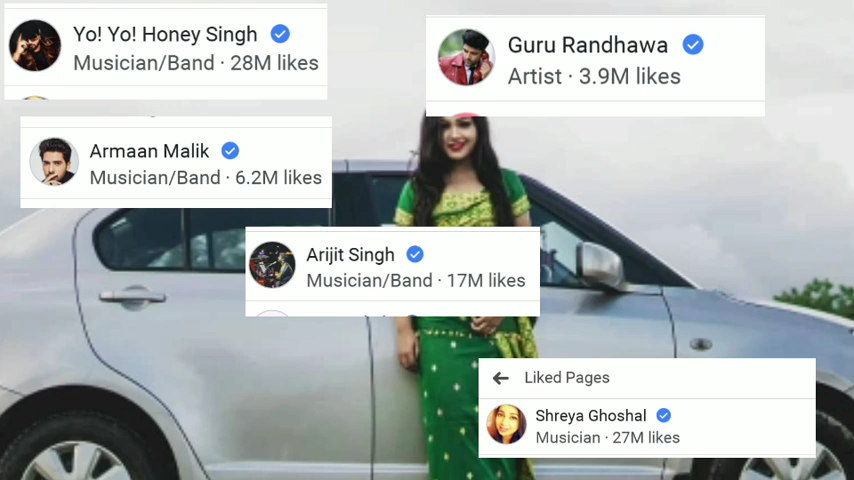 Yo! Yo! Honey Singh
Musician/Band · 28M likes
Guru Randhawa
Artist · 3.9M likes
Armaan Malik
Musician/Band · 6.2M likes
Arijit Singh
Musician/Band · 17M likes
Liked Pages
Shreya Ghoshal
Musician · 27M likes